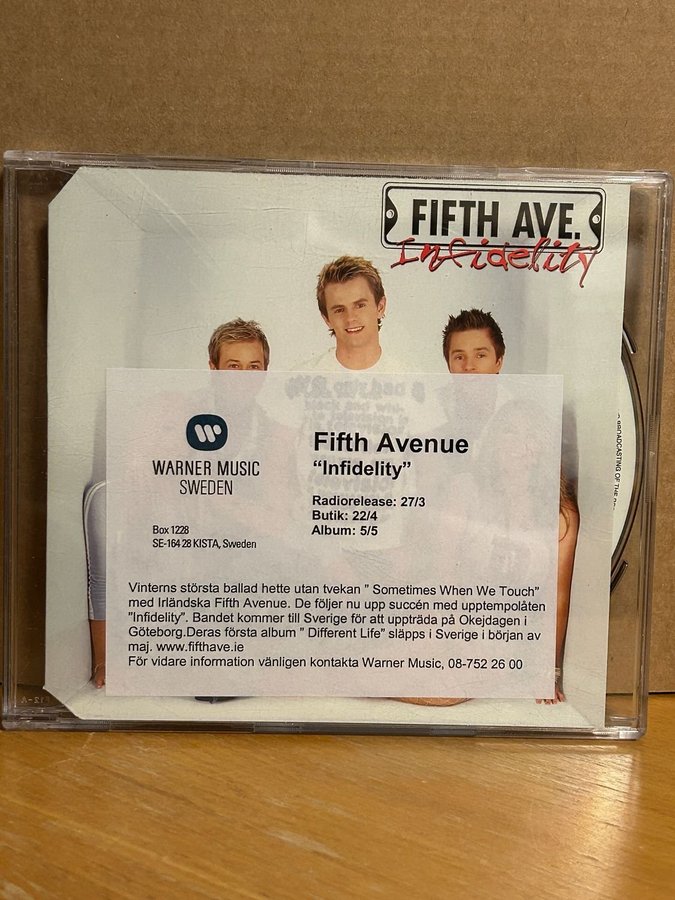 FIFTH AVE.
Infidelity
WARNER MUSIC
SWEDEN
Box 1228
SE-164 28 KISTA, Sweden
Fifth Avenue
“Infidelity”
Radiorelease: 27/3
Butik: 22/4
Album: 5/5
Vinterns största ballad hette utan tvekan ” Sometimes When We Touch”
med Irländska Fifth Avenue. De följer nu upp succén med upptempolåten
”Infidelity”. Bandet kommer till Sverige för att uppträda på Okejdagen i
Göteborg.Deras första album ” Different Life” släpps i Sverige i början av
maj. www.fifthave.ie
För vidare information vänligen kontakta Warner Music, 08-752 26 00
BROADCASTING OF THE